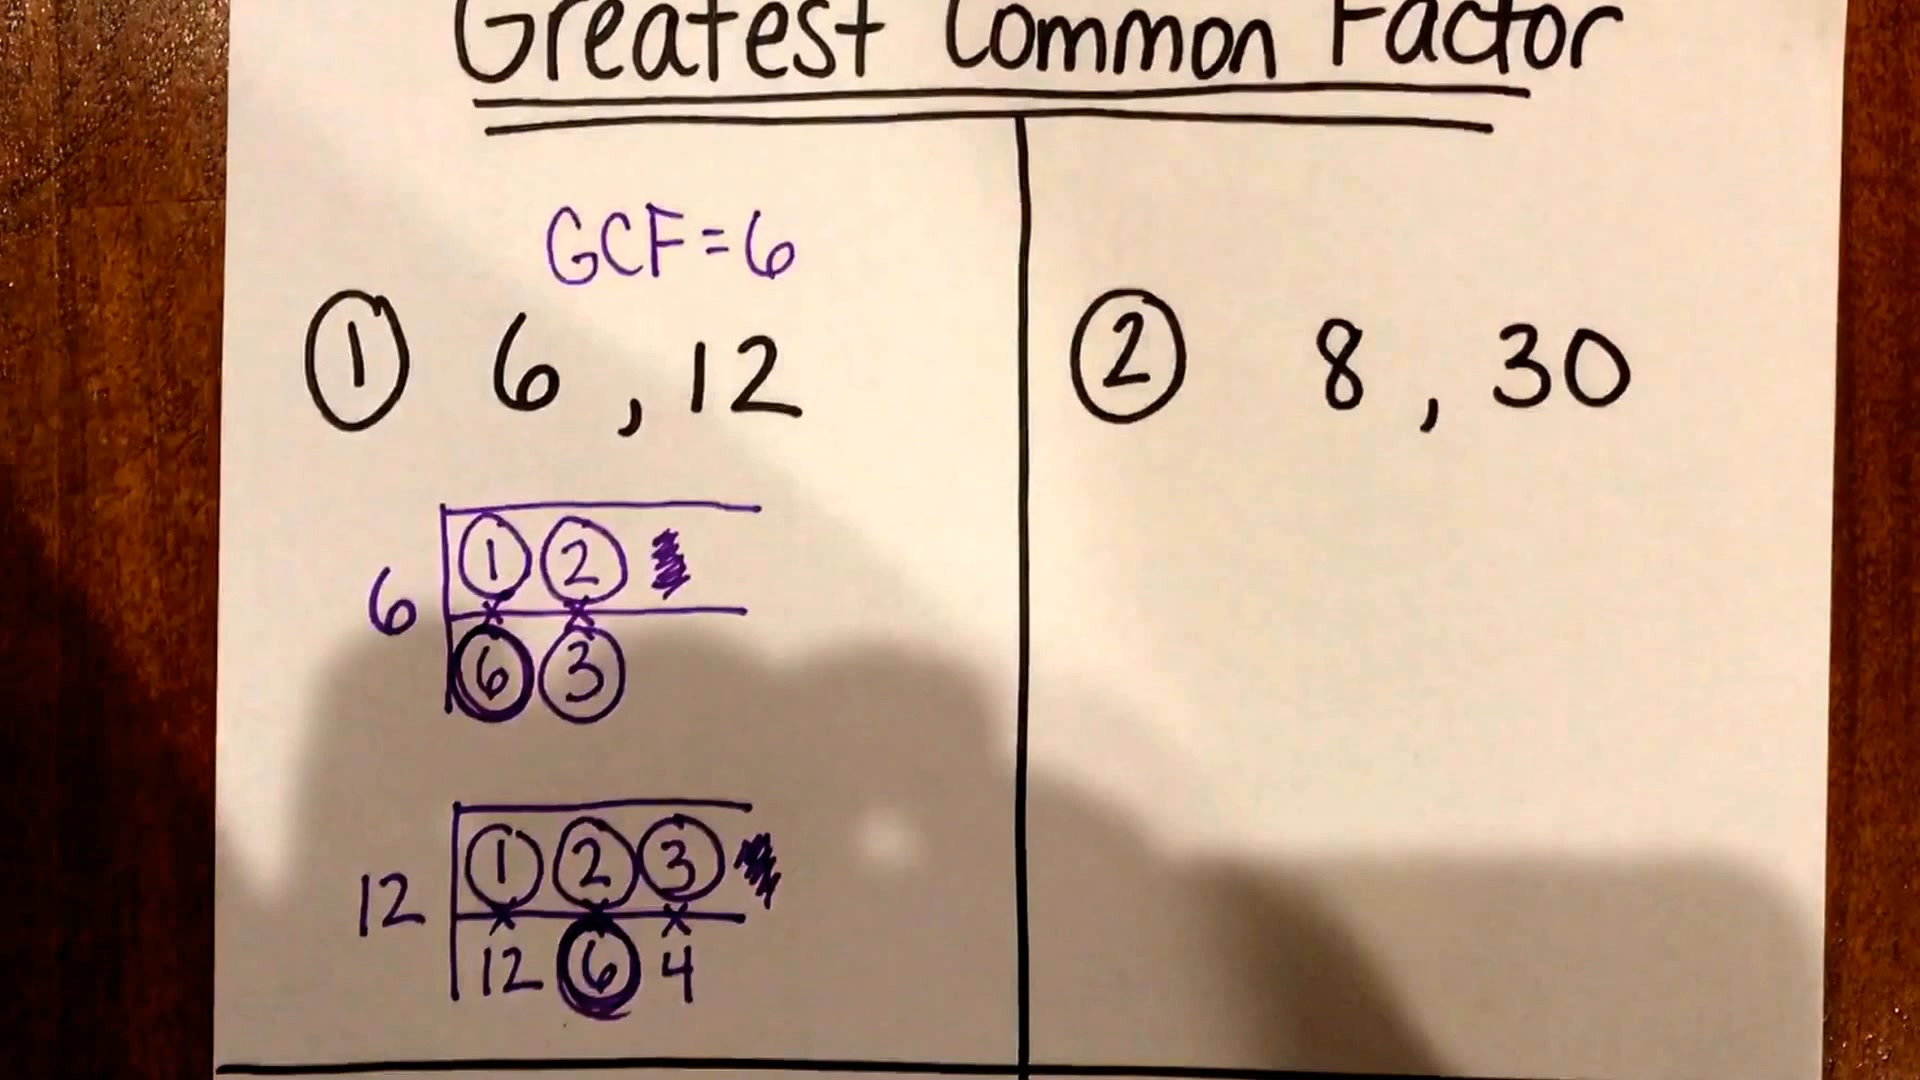 Greatest Common Factor
GCF = 6
① 6 , 12
6
1 2
6 3
12
1 2 3
12 6 4
② 8 , 30